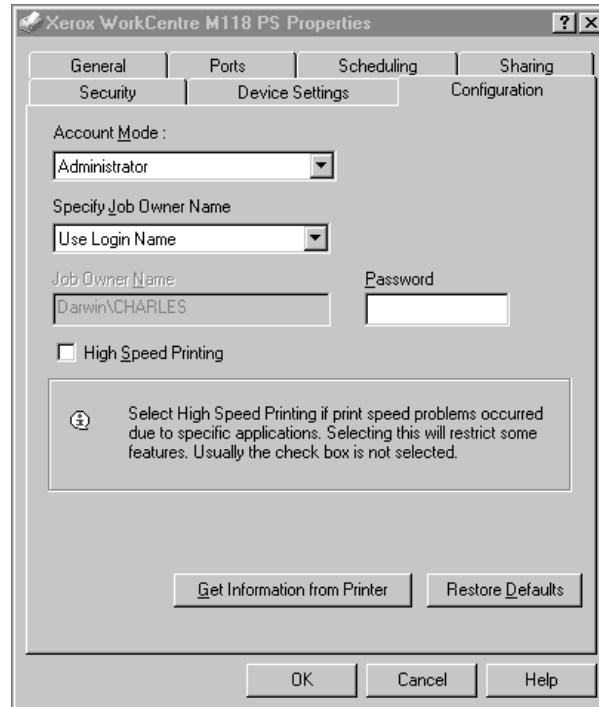 Xerox WorkCentre M118 PS Properties
General Ports Scheduling Sharing
Security Device Settings Configuration
Account Mode :
Administrator
Specify Job Owner Name
Use Login Name
Job Owner Name Password
Darwin\CHARLES
High Speed Printing
Select High Speed Printing if print speed problems occurred
due to specific applications. Selecting this will restrict some
features. Usually the check box is not selected.
Get Information from Printer Restore Defaults
OK Cancel Help